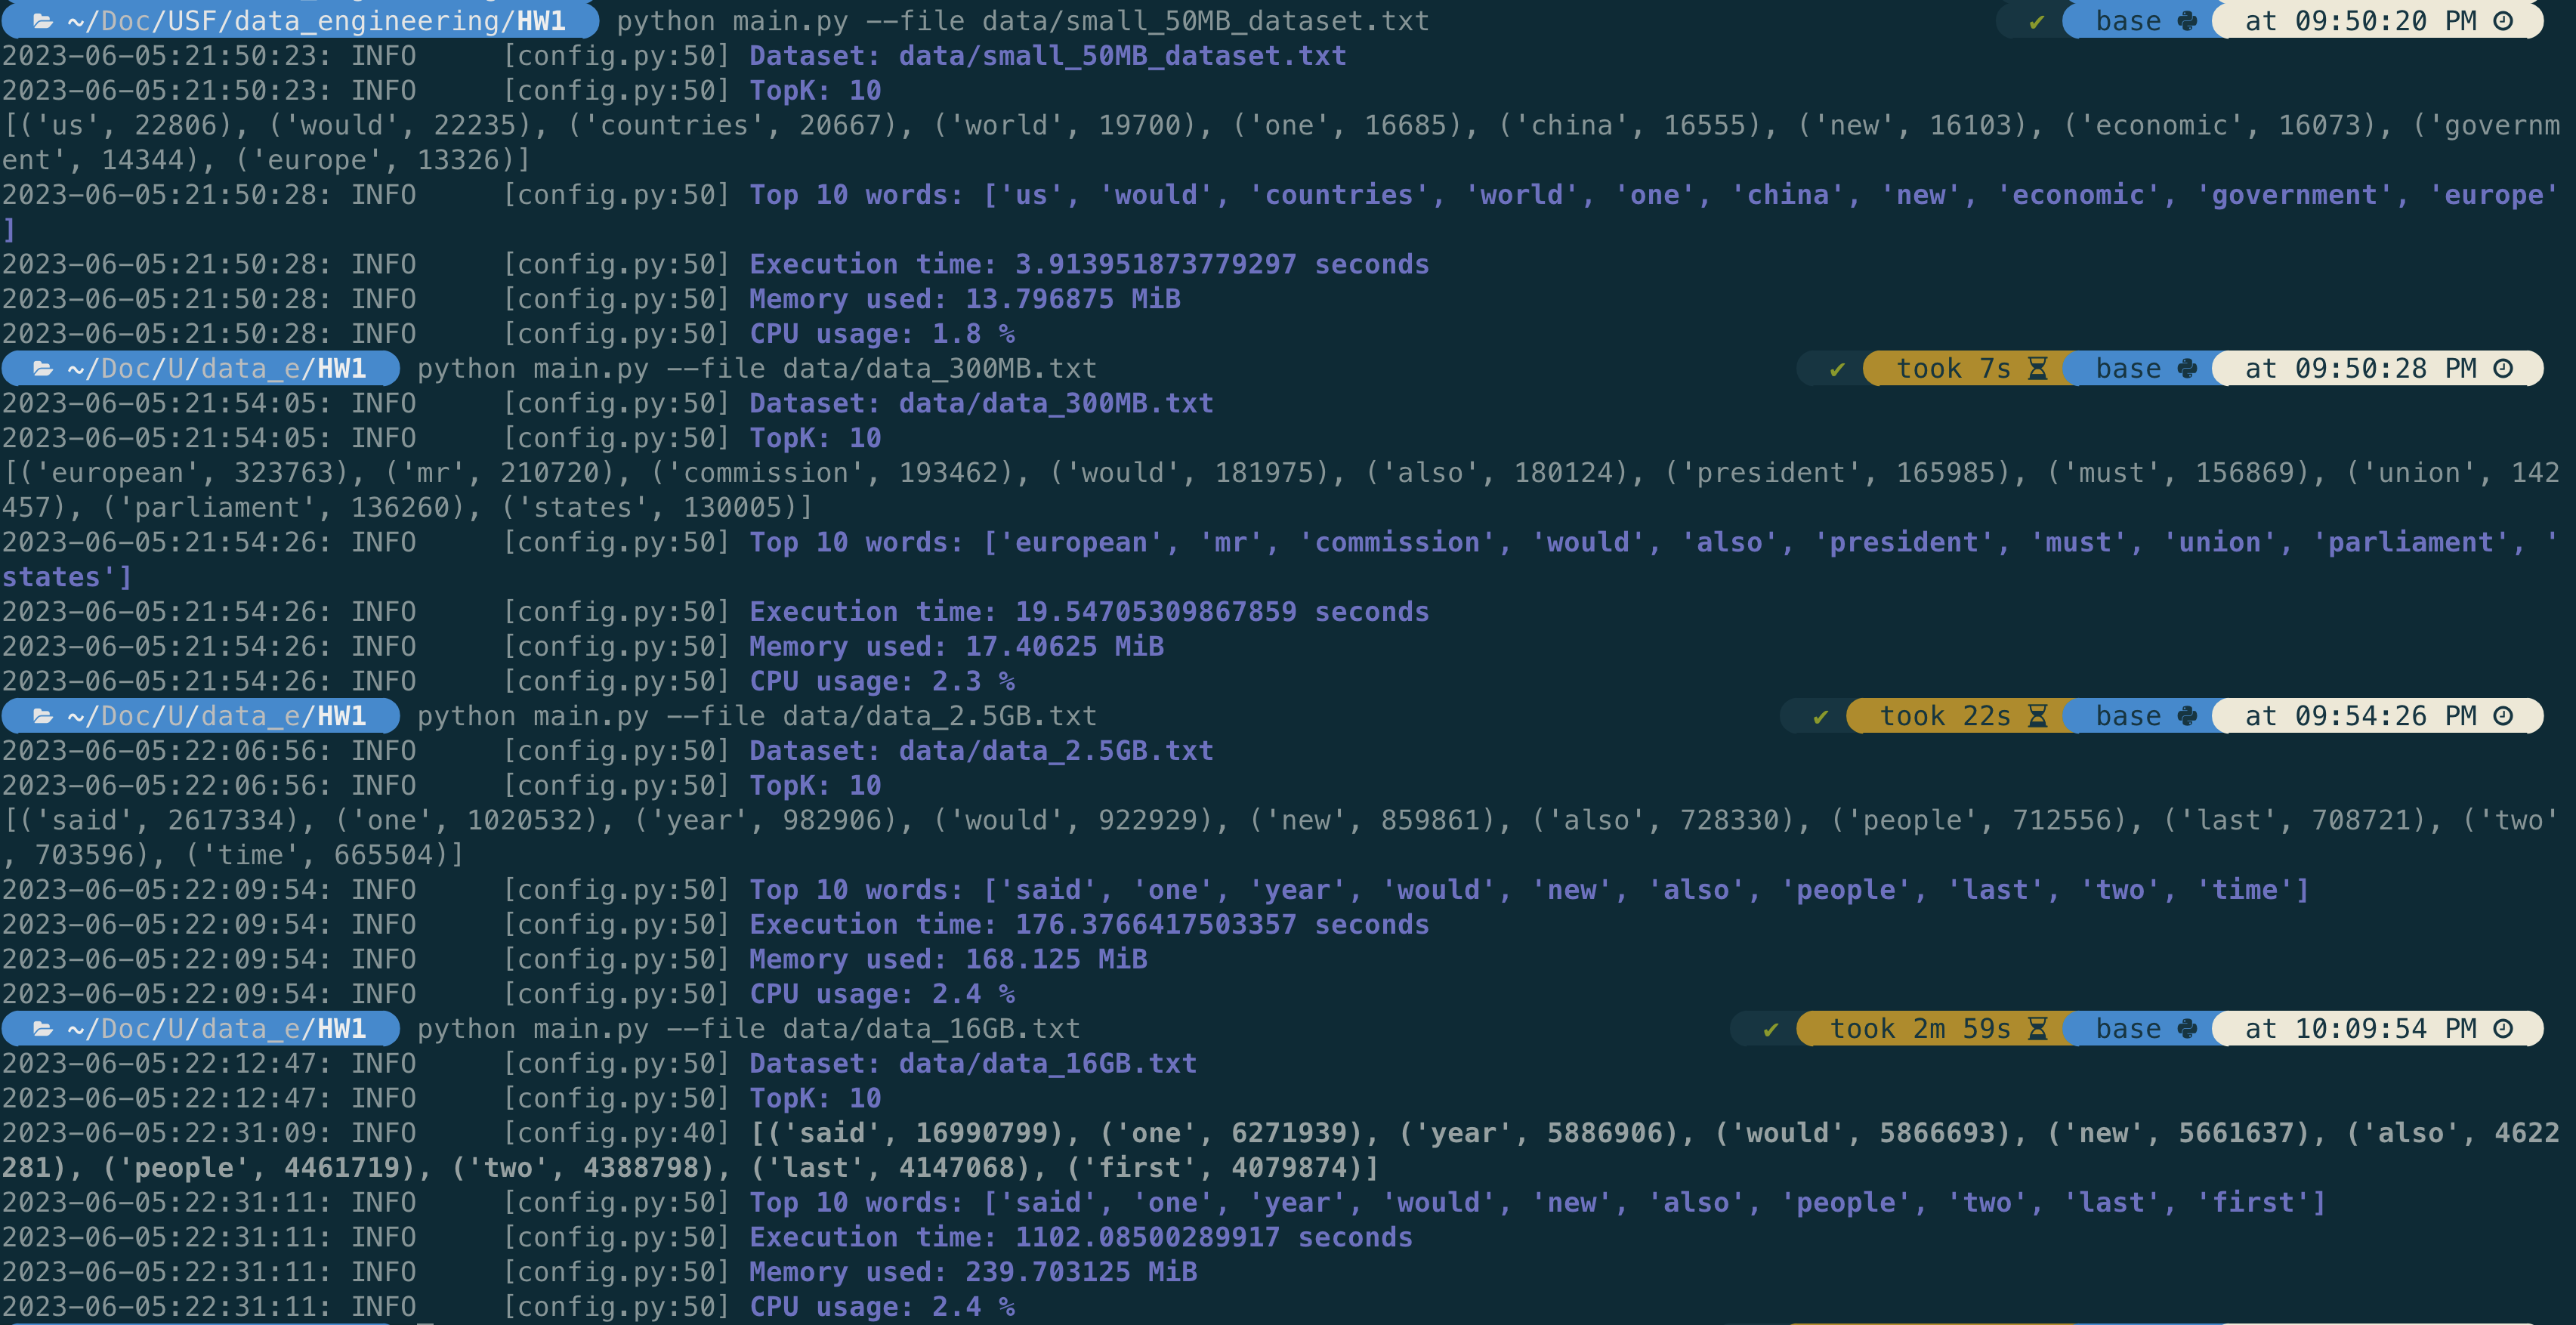 ~/Doc/USF/data_engineering/HW1 python main.py --file data/small_50MB_dataset.txt ✔ base at 09:50:20 PM
2023-06-05:21:50:23: INFO [config.py:50] Dataset: data/small_50MB_dataset.txt
2023-06-05:21:50:23: INFO [config.py:50] TopK: 10
[('us', 22806), ('would', 22235), ('countries', 20667), ('world', 19700), ('one', 16685), ('china', 16555), ('new', 16103), ('economic', 16073), ('governm
ent', 14344), ('europe', 13326)]
2023-06-05:21:50:28: INFO [config.py:50] Top 10 words: ['us', 'would', 'countries', 'world', 'one', 'china', 'new', 'economic', 'government', 'europe'
]
2023-06-05:21:50:28: INFO [config.py:50] Execution time: 3.913951873779297 seconds
2023-06-05:21:50:28: INFO [config.py:50] Memory used: 13.796875 MiB
2023-06-05:21:50:28: INFO [config.py:50] CPU usage: 1.8 %
~/Doc/U/data_e/HW1 python main.py --file data/data_300MB.txt ✔ took 7s base at 09:50:28 PM
2023-06-05:21:54:05: INFO [config.py:50] Dataset: data/data_300MB.txt
2023-06-05:21:54:05: INFO [config.py:50] TopK: 10
[('european', 323763), ('mr', 210720), ('commission', 193462), ('would', 181975), ('also', 180124), ('president', 165985), ('must', 156869), ('union', 142
457), ('parliament', 136260), ('states', 130005)]
2023-06-05:21:54:26: INFO [config.py:50] Top 10 words: ['european', 'mr', 'commission', 'would', 'also', 'president', 'must', 'union', 'parliament', '
states']
2023-06-05:21:54:26: INFO [config.py:50] Execution time: 19.54705309867859 seconds
2023-06-05:21:54:26: INFO [config.py:50] Memory used: 17.40625 MiB
2023-06-05:21:54:26: INFO [config.py:50] CPU usage: 2.3 %
~/Doc/U/data_e/HW1 python main.py --file data/data_2.5GB.txt ✔ took 22s base at 09:54:26 PM
2023-06-05:22:06:56: INFO [config.py:50] Dataset: data/data_2.5GB.txt
2023-06-05:22:06:56: INFO [config.py:50] TopK: 10
[('said', 2617334), ('one', 1020532), ('year', 982906), ('would', 922929), ('new', 859861), ('also', 728330), ('people', 712556), ('last', 708721), ('two'
, 703596), ('time', 665504)]
2023-06-05:22:09:54: INFO [config.py:50] Top 10 words: ['said', 'one', 'year', 'would', 'new', 'also', 'people', 'last', 'two', 'time']
2023-06-05:22:09:54: INFO [config.py:50] Execution time: 176.3766417503357 seconds
2023-06-05:22:09:54: INFO [config.py:50] Memory used: 168.125 MiB
2023-06-05:22:09:54: INFO [config.py:50] CPU usage: 2.4 %
~/Doc/U/data_e/HW1 python main.py --file data/data_16GB.txt ✔ took 2m 59s base at 10:09:54 PM
2023-06-05:22:12:47: INFO [config.py:50] Dataset: data/data_16GB.txt
2023-06-05:22:12:47: INFO [config.py:50] TopK: 10
2023-06-05:22:31:09: INFO [config.py:40] [('said', 16990799), ('one', 6271939), ('year', 5886906), ('would', 5866693), ('new', 5661637), ('also', 4622
281), ('people', 4461719), ('two', 4388798), ('last', 4147068), ('first', 4079874)]
2023-06-05:22:31:11: INFO [config.py:50] Top 10 words: ['said', 'one', 'year', 'would', 'new', 'also', 'people', 'two', 'last', 'first']
2023-06-05:22:31:11: INFO [config.py:50] Execution time: 1102.08500289917 seconds
2023-06-05:22:31:11: INFO [config.py:50] Memory used: 239.703125 MiB
2023-06-05:22:31:11: INFO [config.py:50] CPU usage: 2.4 %